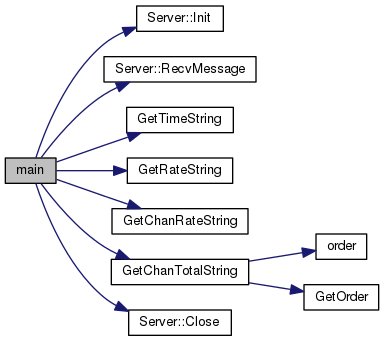 Server::Init
Server::RecvMessage
GetTimeString
main
GetRateString
GetChanRateString
order
GetChanTotalString
GetOrder
Server::Close